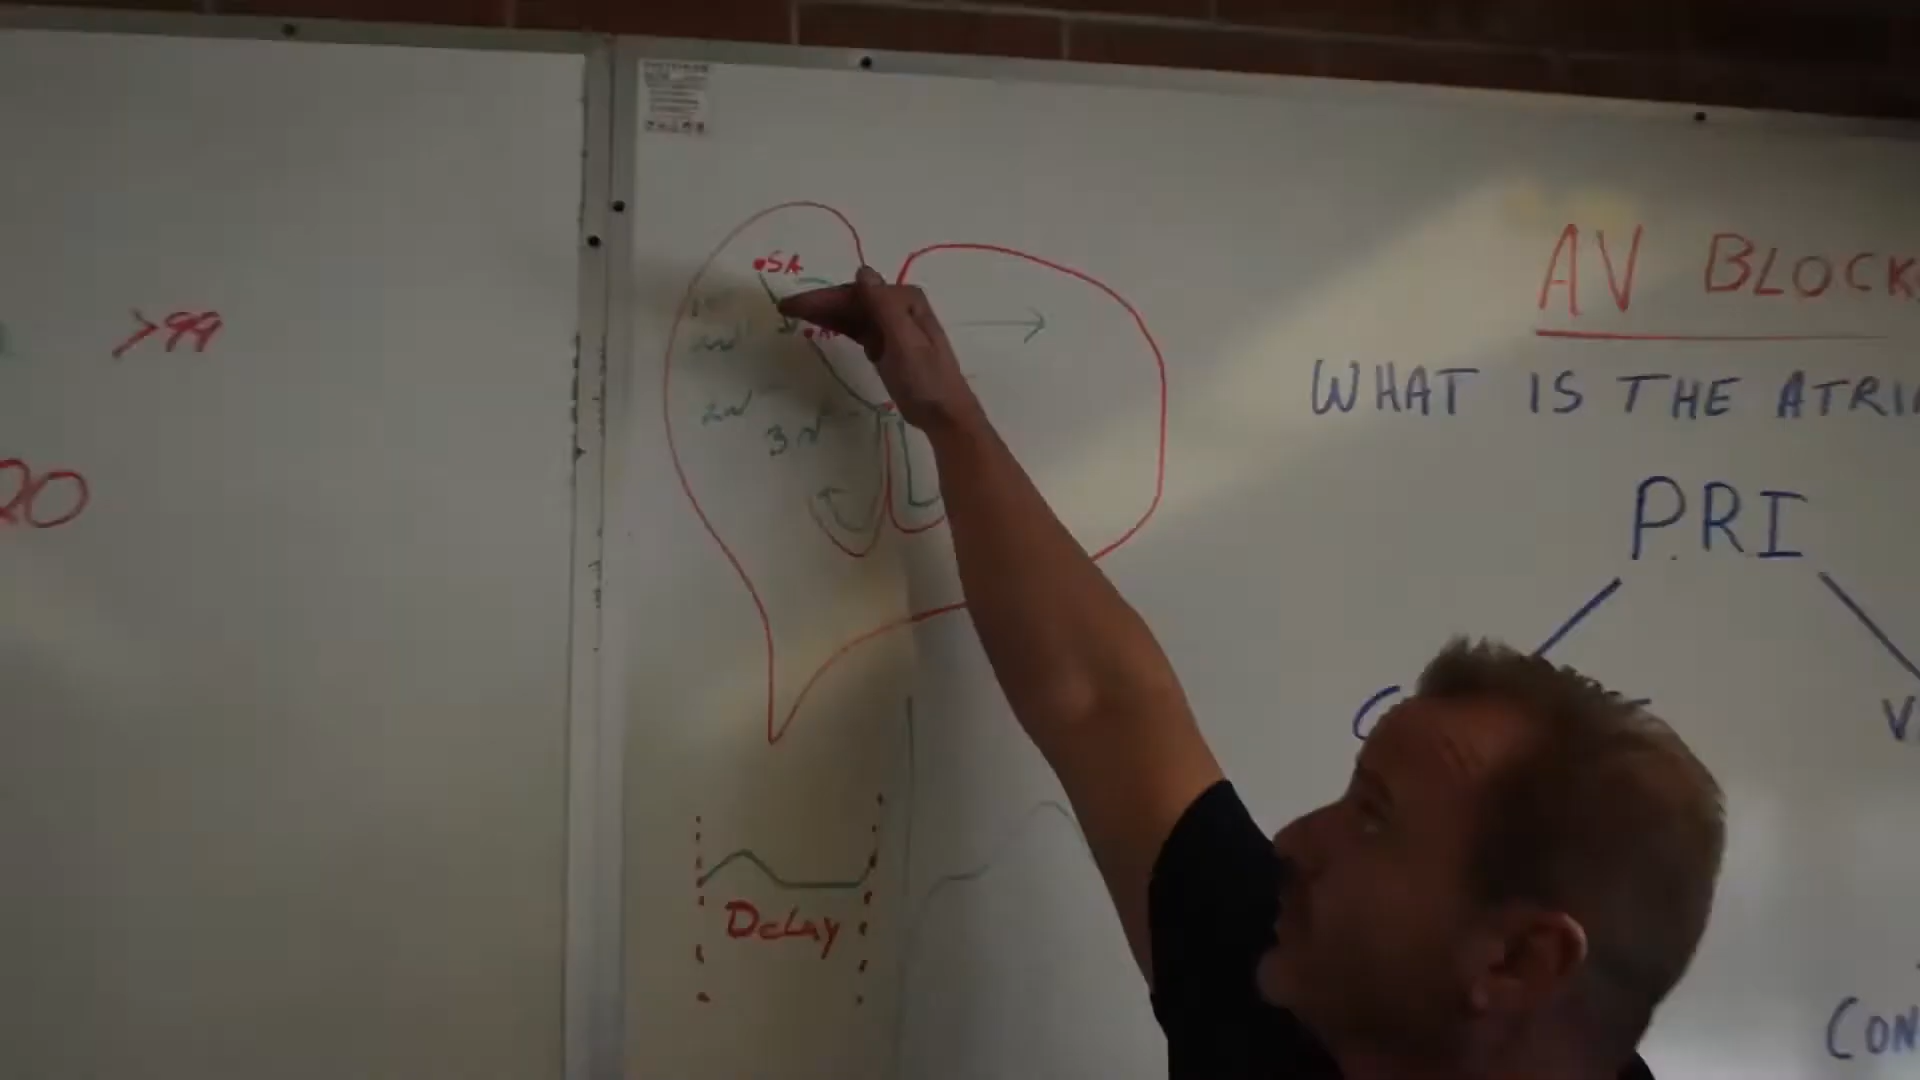 >99
20
SA
1st
2nd
2nd
3rd
Delay
AV BLOCK
WHAT IS THE ATRI
PRI
C
V
CON